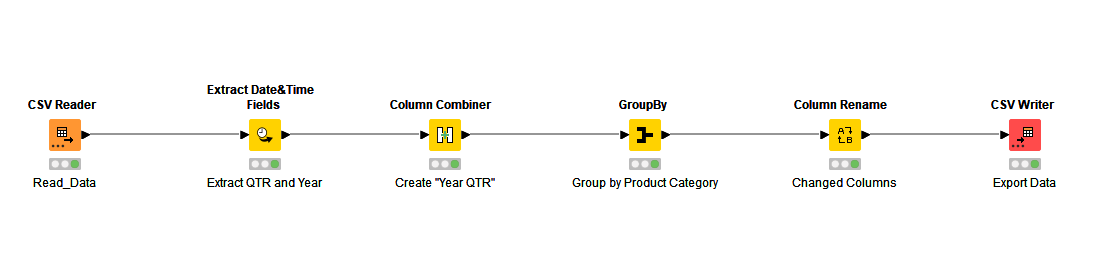 Extract Date&Time
Fields
CSV Reader
Column Combiner
GroupBy
Column Rename
CSV Writer
A
B
Read_Data
Extract QTR and Year
Create "Year QTR"
Group by Product Category
Changed Columns
Export Data